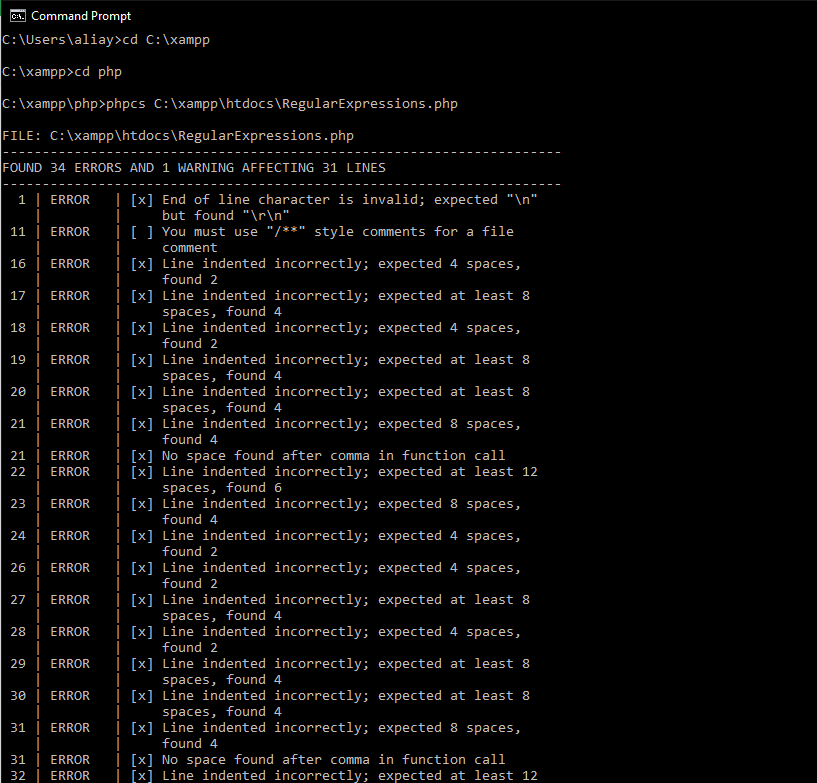 Command Prompt
C:\Users\aliay>cd C:\xampp
C:\xampp>cd php
C:\xampp\php>phpcs C:\xampp\htdocs\RegularExpressions.php
FILE: C:\xampp\htdocs\RegularExpressions.php
----------------------------------------------------------------------
FOUND 34 ERRORS AND 1 WARNING AFFECTING 31 LINES
----------------------------------------------------------------------
  1 | ERROR   | [x] End of line character is invalid; expected "\n"
    |         |     but found "\r\n"
 11 | ERROR   | [ ] You must use "/**" style comments for a file
    |         |     comment
 16 | ERROR   | [x] Line indented incorrectly; expected 4 spaces,
    |         |     found 2
 17 | ERROR   | [x] Line indented incorrectly; expected at least 8
    |         |     spaces, found 4
 18 | ERROR   | [x] Line indented incorrectly; expected 4 spaces,
    |         |     found 2
 19 | ERROR   | [x] Line indented incorrectly; expected at least 8
    |         |     spaces, found 4
 20 | ERROR   | [x] Line indented incorrectly; expected at least 8
    |         |     spaces, found 4
 21 | ERROR   | [x] Line indented incorrectly; expected 8 spaces,
    |         |     found 4
 21 | ERROR   | [x] No space found after comma in function call
 22 | ERROR   | [x] Line indented incorrectly; expected at least 12
    |         |     spaces, found 6
 23 | ERROR   | [x] Line indented incorrectly; expected 8 spaces,
    |         |     found 4
 24 | ERROR   | [x] Line indented incorrectly; expected 4 spaces,
    |         |     found 2
 26 | ERROR   | [x] Line indented incorrectly; expected 4 spaces,
    |         |     found 2
 27 | ERROR   | [x] Line indented incorrectly; expected at least 8
    |         |     spaces, found 4
 28 | ERROR   | [x] Line indented incorrectly; expected 4 spaces,
    |         |     found 2
 29 | ERROR   | [x] Line indented incorrectly; expected at least 8
    |         |     spaces, found 4
 30 | ERROR   | [x] Line indented incorrectly; expected at least 8
    |         |     spaces, found 4
 31 | ERROR   | [x] Line indented incorrectly; expected 8 spaces,
    |         |     found 4
 31 | ERROR   | [x] No space found after comma in function call
 32 | ERROR   | [x] Line indented incorrectly; expected at least 12